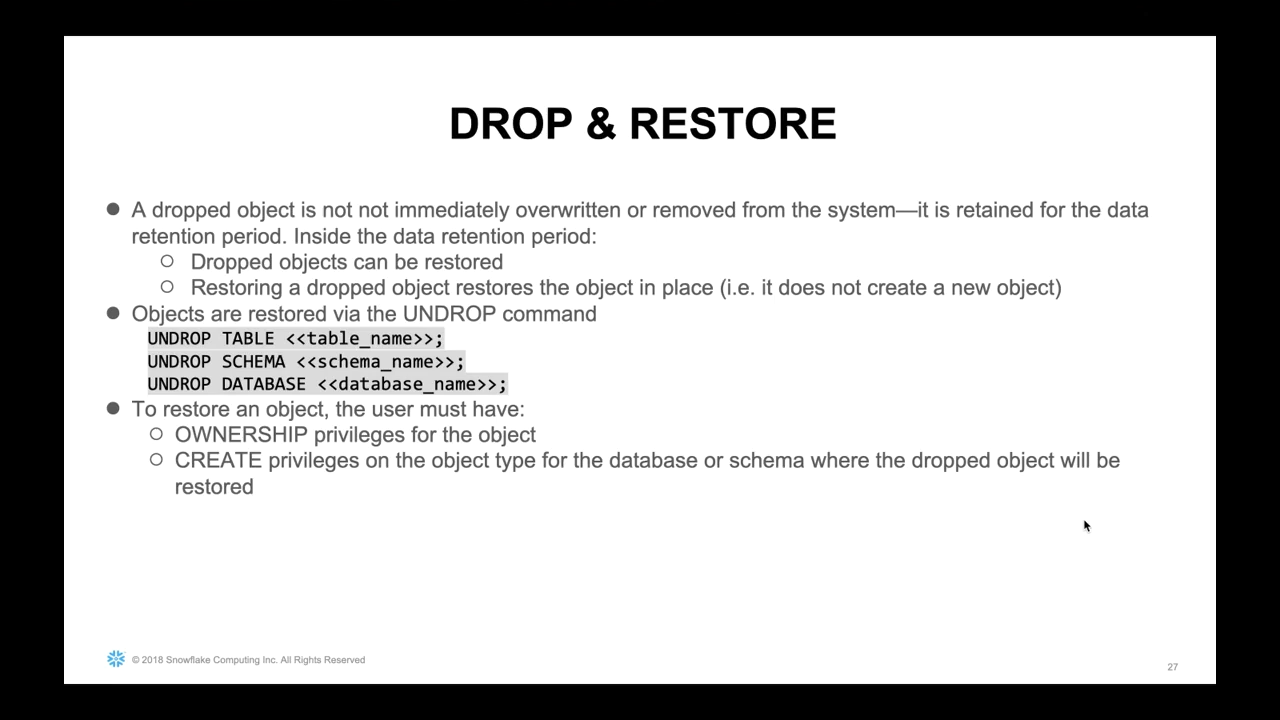 DROP & RESTORE
● A dropped object is not not immediately overwritten or removed from the system—it is retained for the data
retention period. Inside the data retention period:
○ Dropped objects can be restored
○ Restoring a dropped object restores the object in place (i.e. it does not create a new object)
● Objects are restored via the UNDROP command
UNDROP TABLE <<table_name>>;
UNDROP SCHEMA <<schema_name>>;
UNDROP DATABASE <<database_name>>;
● To restore an object, the user must have:
○ OWNERSHIP privileges for the object
○ CREATE privileges on the object type for the database or schema where the dropped object will be
restored
© 2018 Snowflake Computing Inc. All Rights Reserved
27